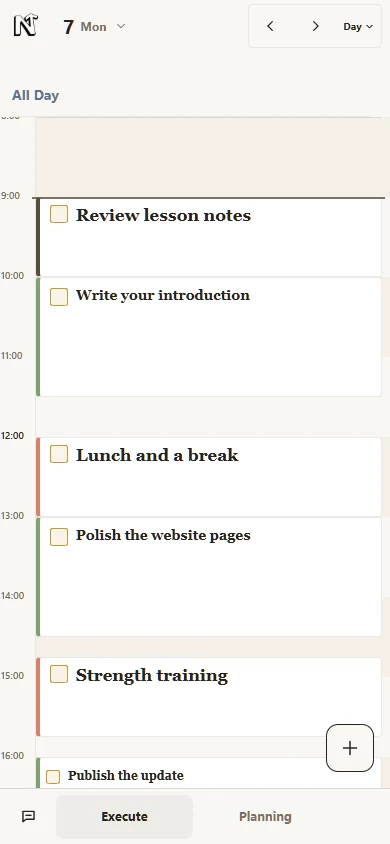 N
7 Mon
Day
All Day
8:00
9:00
Review lesson notes
10:00
Write your introduction
11:00
12:00
Lunch and a break
13:00
Polish the website pages
14:00
15:00
Strength training
16:00
Publish the update
Execute
Planning